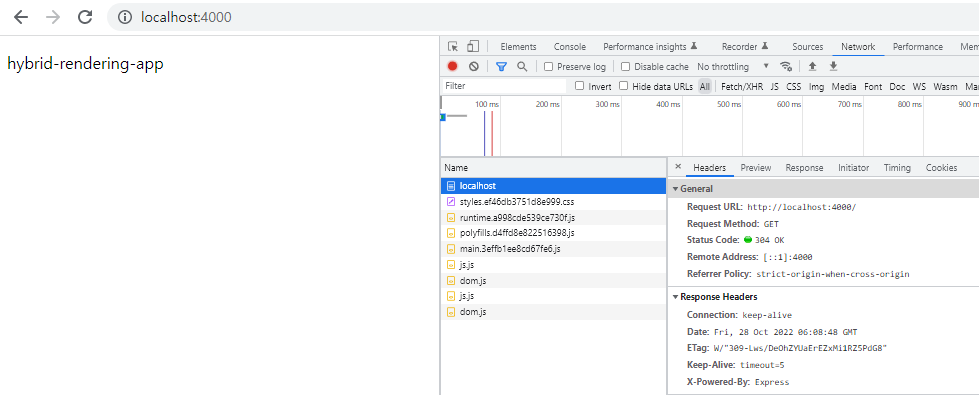 localhost:4000
hybrid-rendering-app
Elements Console Performance insights Recorder Sources Network Performance Mem
Preserve log Disable cache No throttling
Filter Invert Hide data URLs All Fetch/XHR JS CSS Img Media Font Doc WS Wasm Ma
100 ms 200 ms 300 ms 400 ms 500 ms 600 ms 700 ms 800 ms 900 m
Name
localhost
styles.ef46db3751d8e999.css
runtime.a998cde539ce730f.js
polyfills.d4ffd8e822516398.js
main.3effb1ee8cd67fe6.js
js.js
dom.js
js.js
dom.js
× Headers Preview Response Initiator Timing Cookies
General
Request URL: http://localhost:4000/
Request Method: GET
Status Code: 304 OK
Remote Address: [::1]:4000
Referrer Policy: strict-origin-when-cross-origin
Response Headers
Connection: keep-alive
Date: Fri, 28 Oct 2022 06:08:48 GMT
ETag: W/"309-Lws/DeOhZYUaErEZxMi1RZ5PdG8"
Keep-Alive: timeout=5
X-Powered-By: Express